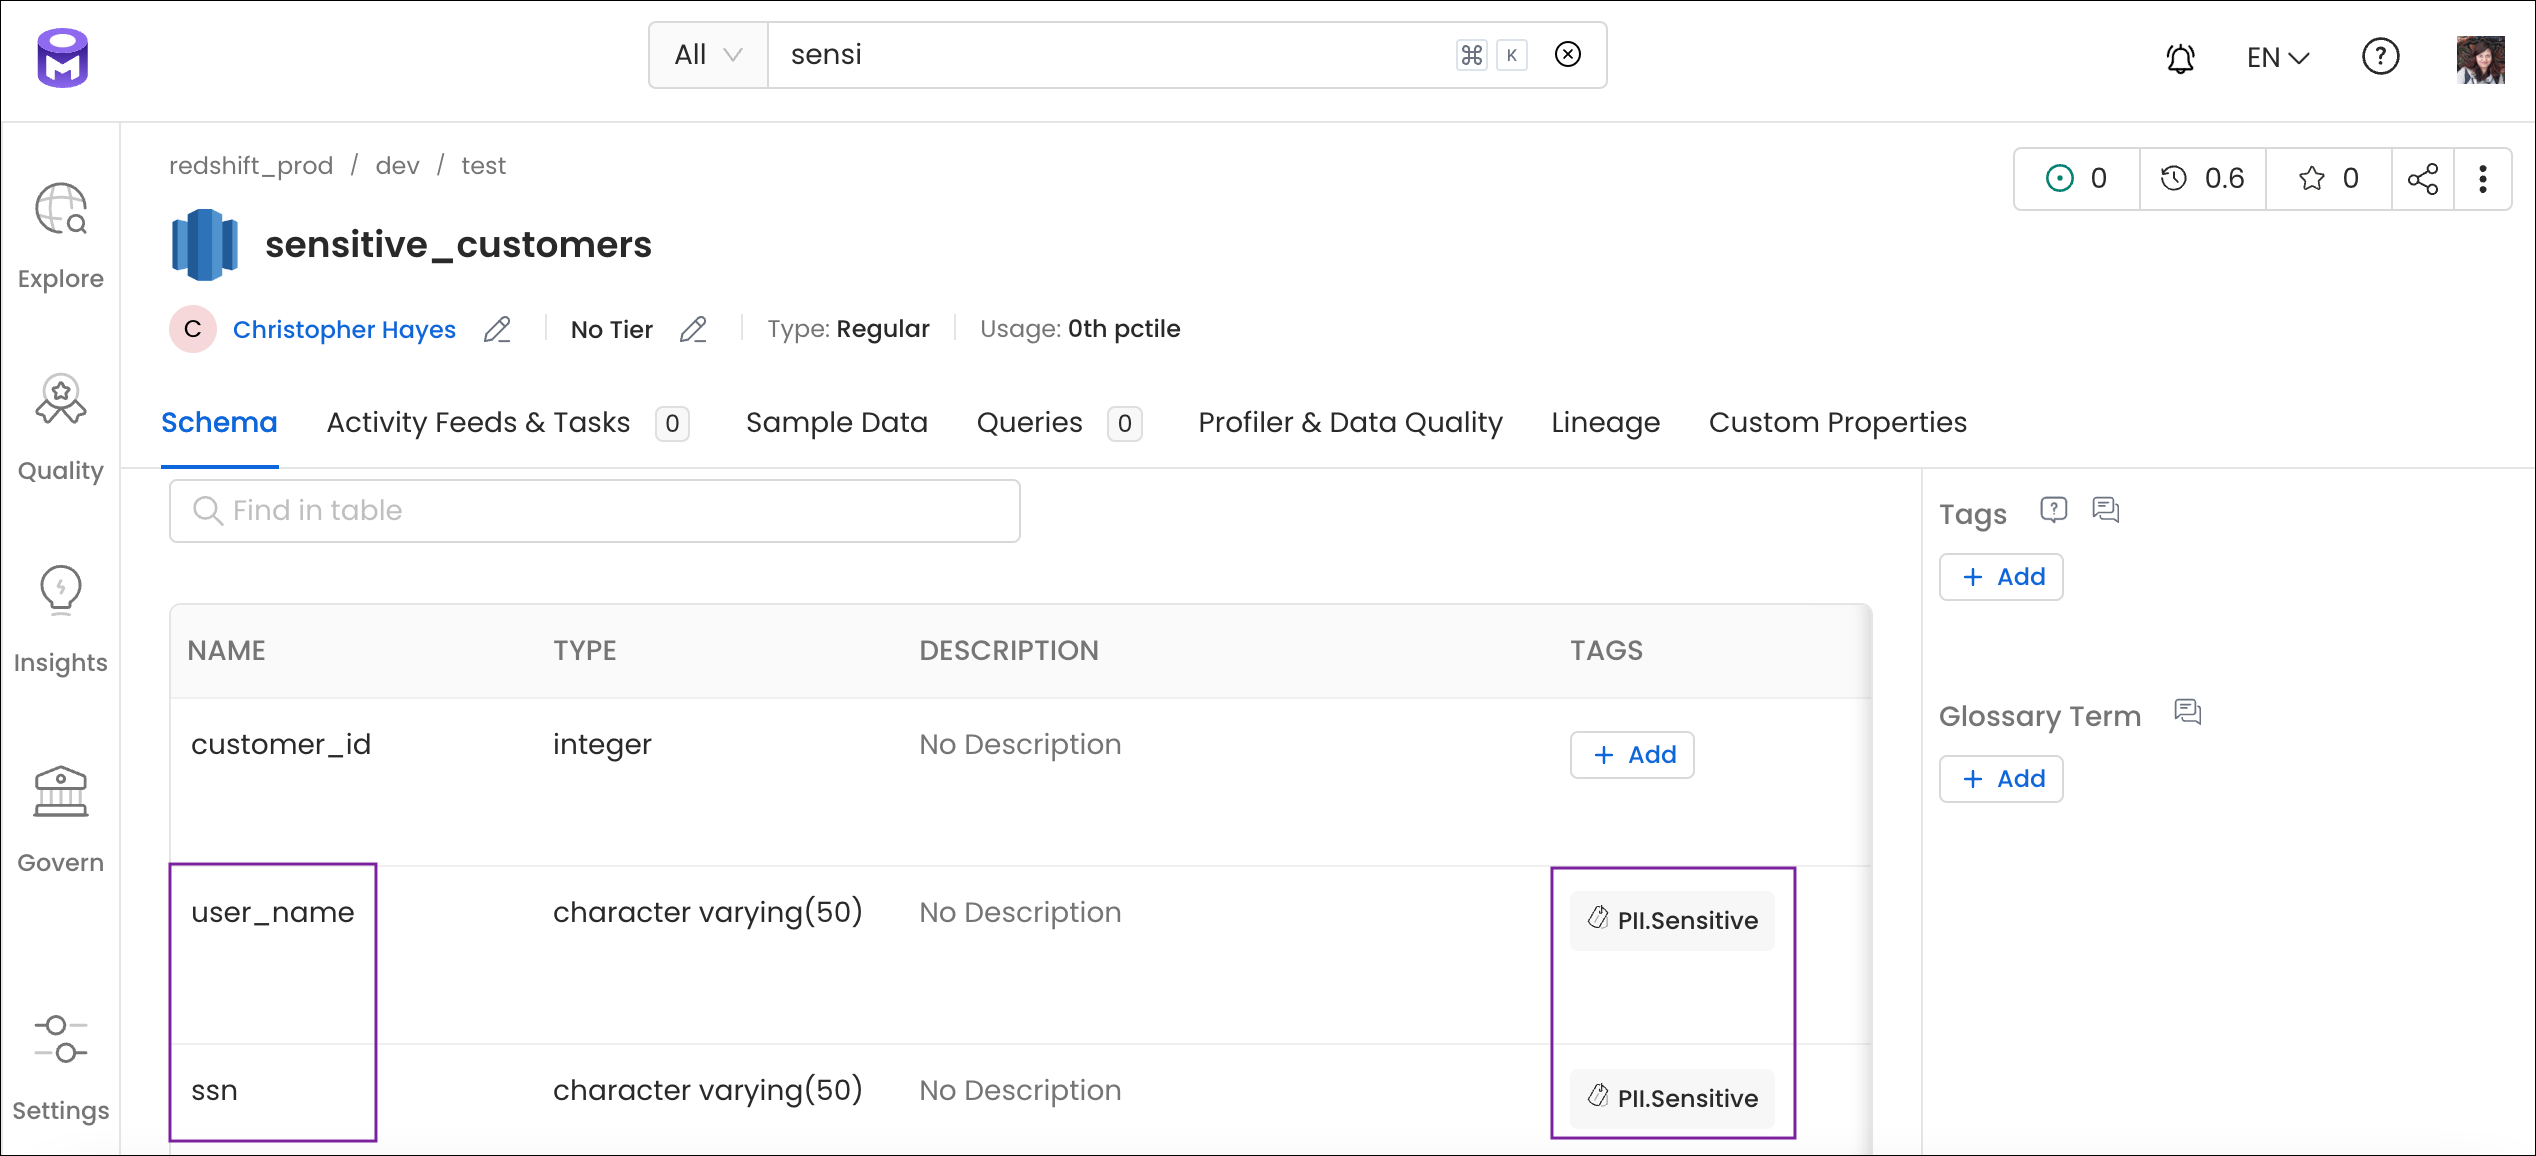 All sensi ⌘ K EN ?
redshift_prod / dev / test
0 0.6 0
sensitive_customers
C Christopher Hayes No Tier Type: Regular Usage: 0th pctile
Schema Activity Feeds & Tasks 0 Sample Data Queries 0 Profiler & Data Quality Lineage Custom Properties
Explore
Quality
Insights
Govern
Settings
Find in table
NAME TYPE DESCRIPTION TAGS
customer_id integer No Description + Add
user_name character varying(50) No Description PII.Sensitive
ssn character varying(50) No Description PII.Sensitive
Tags ?
+ Add
Glossary Term
+ Add